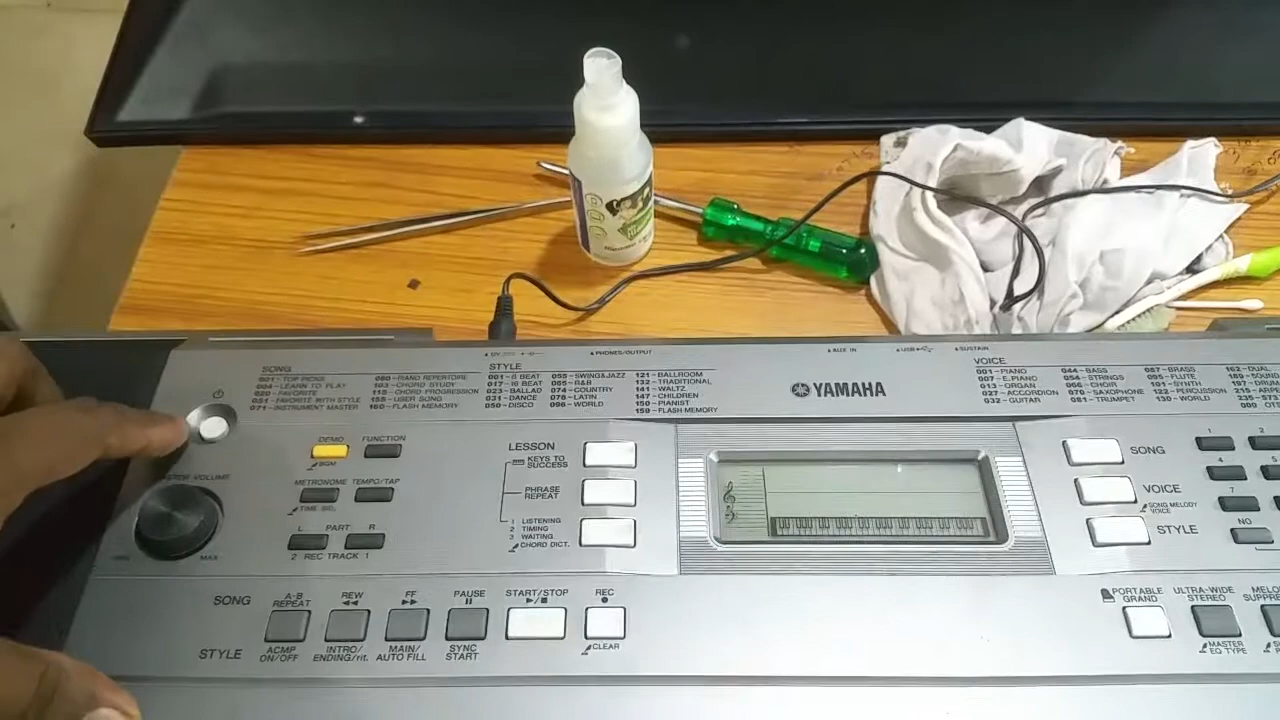 PHONES/OUTPUT
AUX IN
USB
SUSTAIN
SONG
001 - TOP PICKS
004 - LEARN TO PLAY
020 - FAVORITE
031 - FAVORITE WITH STYLE
071 - INSTRUMENT MASTER
080 - PIANO REPERTOIRE
103 - CHORD STUDY
115 - CHORD PROGRESSION
155 - USER SONG
160 - FLASH MEMORY
STYLE
001 - 8 BEAT
017 - 16 BEAT
023 - BALLAD
031 - DANCE
050 - DISCO
055 - SWING&JAZZ
065 - R&B
074 - COUNTRY
078 - LATIN
096 - WORLD
121 - BALLROOM
132 - TRADITIONAL
141 - WALTZ
147 - CHILDREN
150 - PIANIST
159 - FLASH MEMORY
YAMAHA
VOICE
001 - PIANO
007 - E.PIANO
013 - ORGAN
027 - ACCORDION
032 - GUITAR
044 - BASS
054 - STRINGS
066 - CHOIR
070 - SAXOPHONE
081 - TRUMPET
087 - BRASS
095 - FLUTE
101 - SYNTH
122 - PERCUSSION
130 - WORLD
162 - DUAL
MASTER VOLUME
MAX
DEMO
BGM
FUNCTION
METRONOME
TIME SIG.
TEMPO/TAP
L PART R
2 REC TRACK 1
LESSON
KEYS TO
SUCCESS
PHRASE
REPEAT
1 LISTENING
2 TIMING
3 WAITING
CHORD DICT.
SONG
VOICE
SONG MELODY
VOICE
STYLE
1
2
4
7
NO
SONG
A-B
REPEAT
REW
FF
PAUSE
START/STOP
REC
CLEAR
STYLE
ACMP
ON/OFF
INTRO/
ENDING/rit.
MAIN/
AUTO FILL
SYNC
START
PORTABLE
GRAND
ULTRA-WIDE
STEREO
MASTER
EQ TYPE